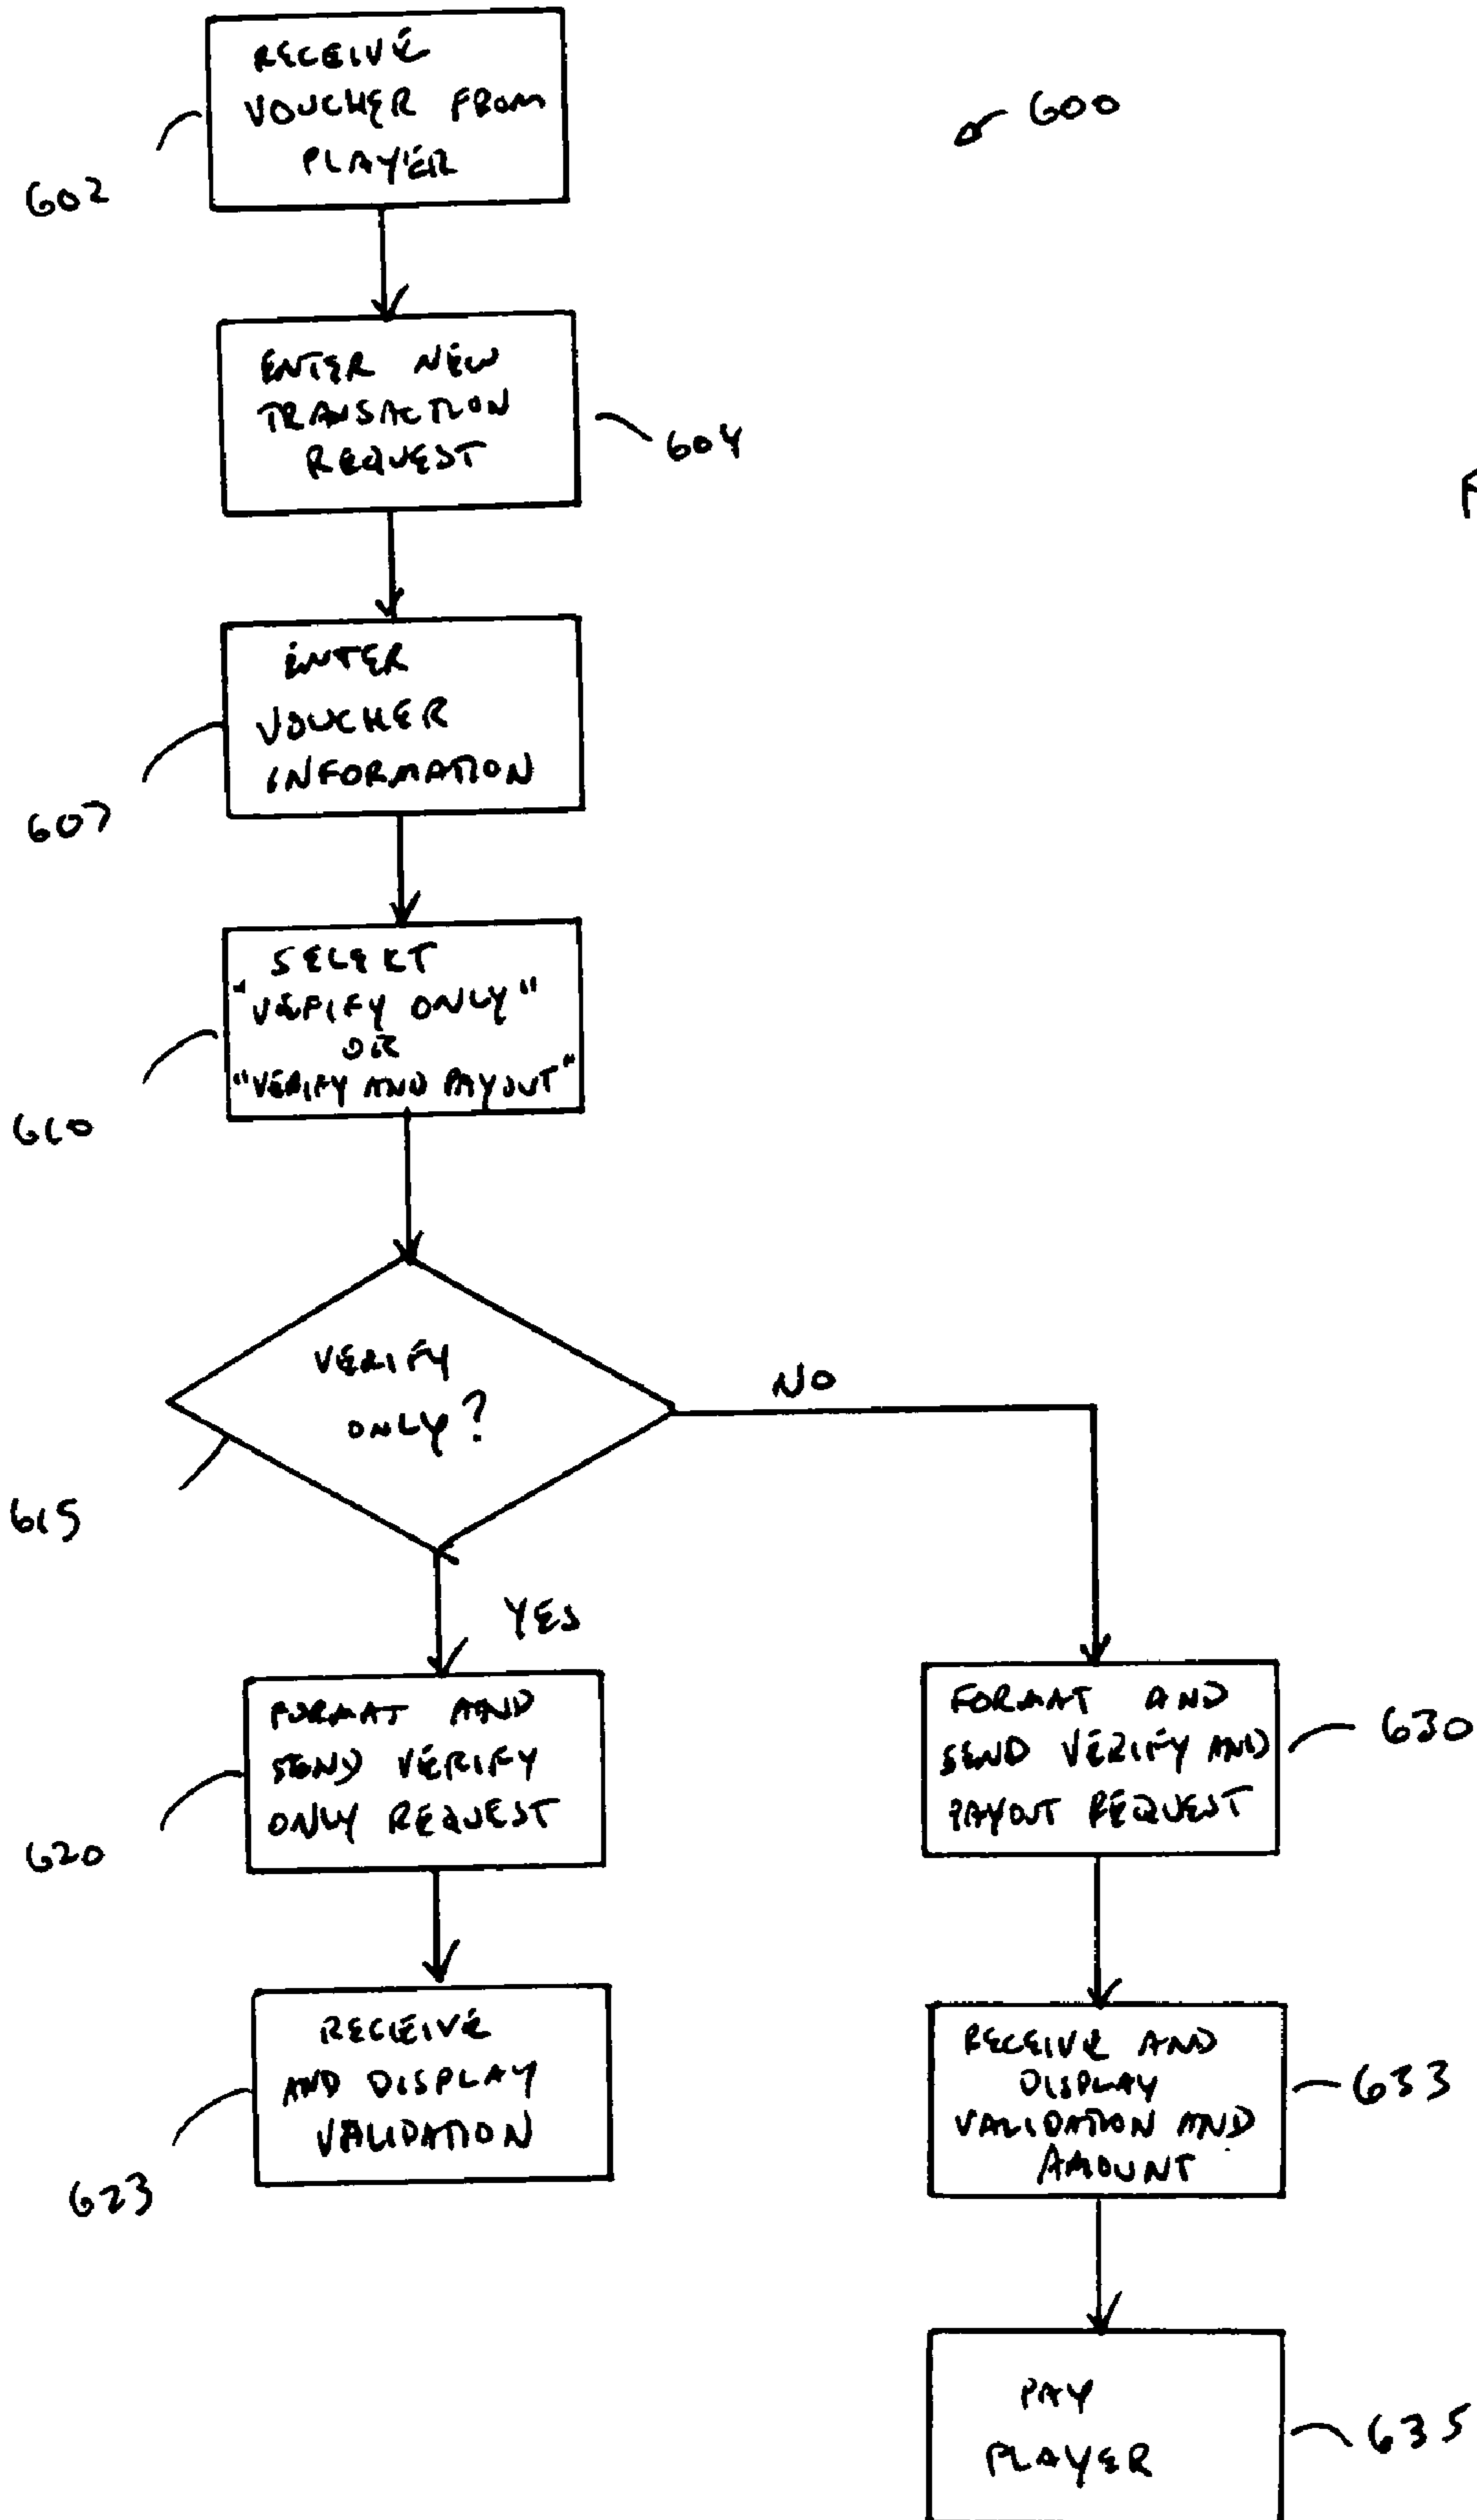 RECEIVE
VOUCHER FROM
PLAYER
602
600
ENTER NEW
TRANSACTION
REQUEST
604
ENTER
VOUCHER
INFORMATION
607
SELECT
"VERIFY ONLY"
OR
"VERIFY AND PAYOUT"
610
VERIFY
ONLY?
615
NO
YES
FORMAT AND
SEND VERIFY
ONLY REQUEST
620
FORMAT AND
SEND VERIFY AND
PAYOUT REQUEST
630
RECEIVE
AND DISPLAY
VALIDATION
623
RECEIVE AND
DISPLAY
VALIDATION AND
AMOUNT
633
PAY
PLAYER
635